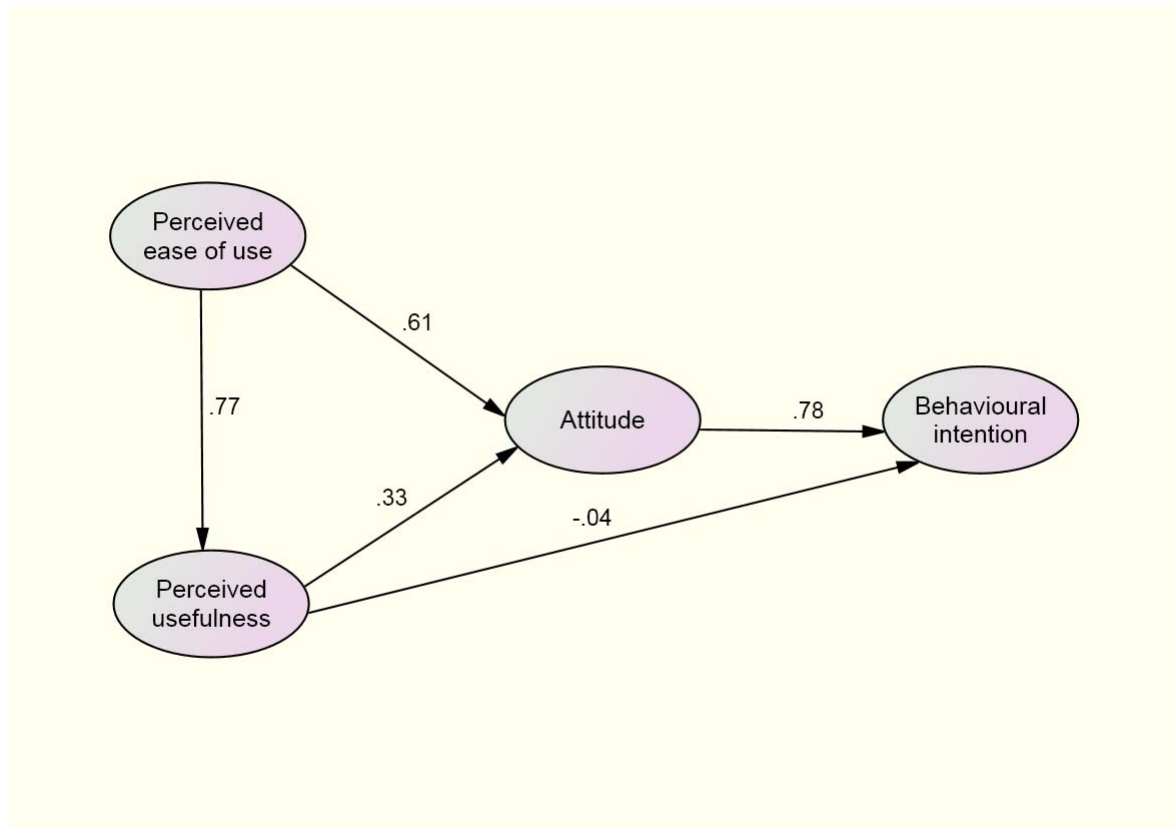 Perceived
ease of use
.61
.77
Attitude
.78
Behavioural
intention
.33
-.04
Perceived
usefulness